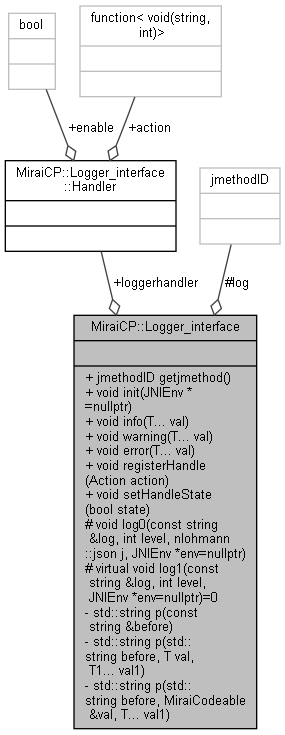 bool
function< void(string,
int)>
+enable
+action
MiraiCP::Logger_interface
::Handler
jmethodID
+loggerhandler
#log
MiraiCP::Logger_interface
+ jmethodID getjmethod()
+ void init(JNIEnv *
=nullptr)
+ void info(T... val)
+ void warning(T... val)
+ void error(T... val)
+ void registerHandle
(Action action)
+ void setHandleState
(bool state)
# void log0(const string
&log, int level, nlohmann
::json j, JNIEnv *env=nullptr)
# virtual void log1(const
string &log, int level,
JNIEnv *env=nullptr)=0
- std::string p(const
string &before)
- std::string p(std::
string before, T val,
T1... val1)
- std::string p(std::
string before, MiraiCodeable
&val, T... val1)